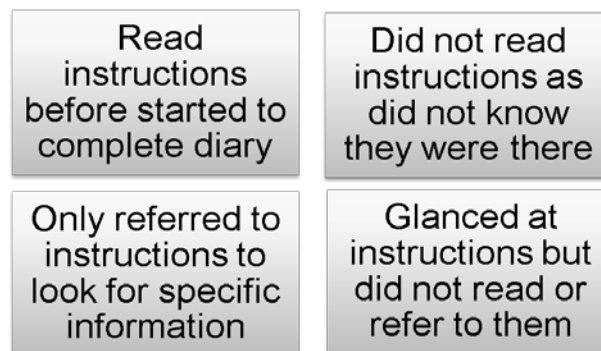 Read
instructions
before started to
complete diary
Did not read
instructions as
did not know
they were there
Only referred to
instructions to
look for specific
information
Glanced at
instructions but
did not read or
refer to them